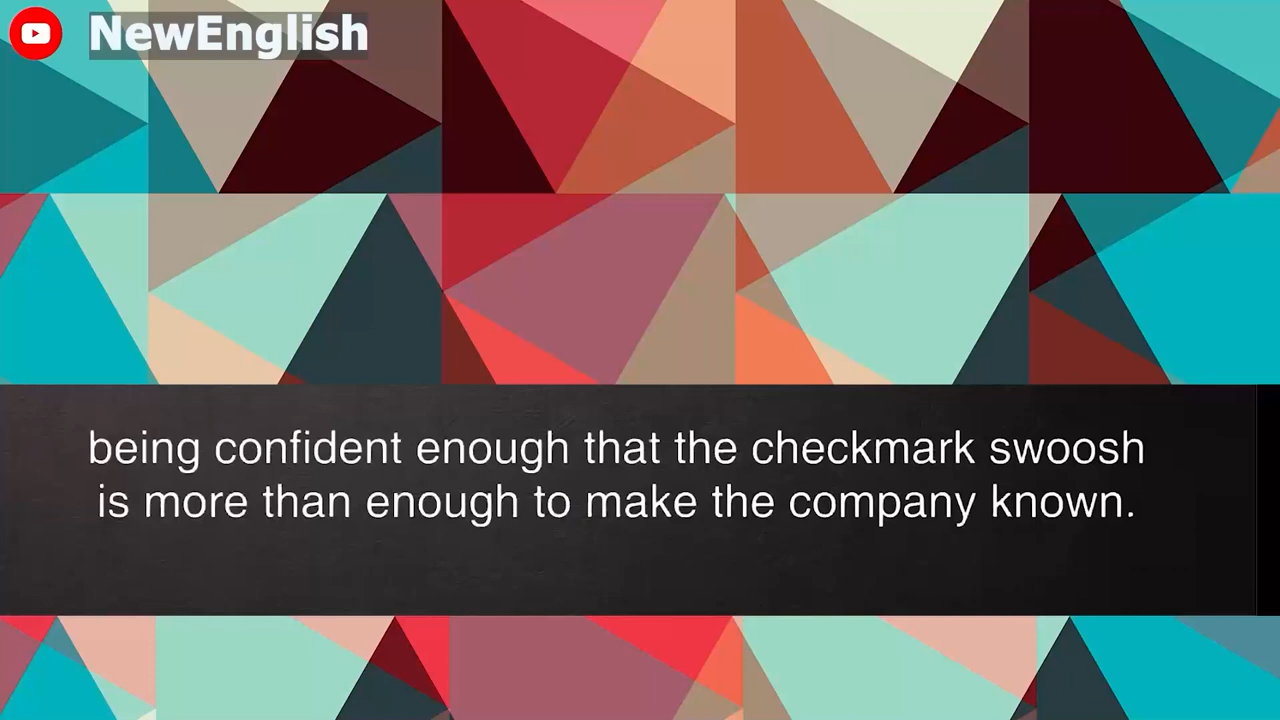 NewEnglish
being confident enough that the checkmark swoosh
is more than enough to make the company known.